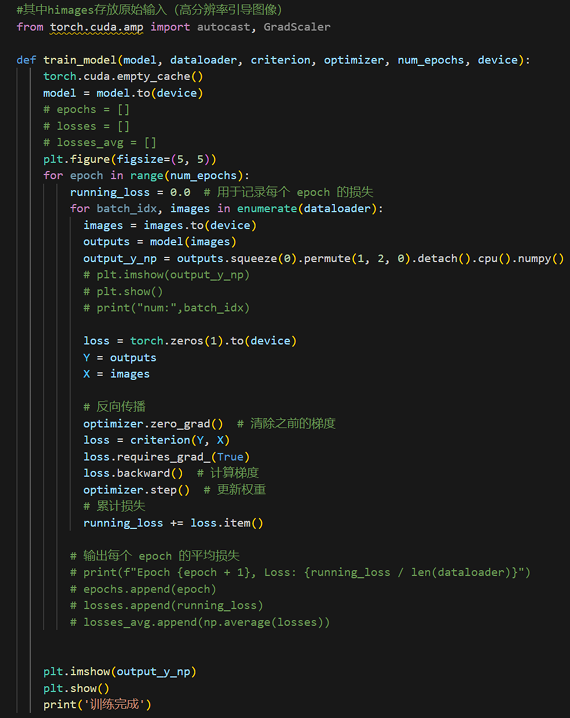 #其中himages存放原始输入（高分辨率引导图像）
from torch.cuda.amp import autocast, GradScaler
def train_model(model, dataloader, criterion, optimizer, num_epochs, device):
torch.cuda.empty_cache()
model = model.to(device)
# epochs = []
# losses = []
# losses_avg = []
plt.figure(figsize=(5, 5))
for epoch in range(num_epochs):
running_loss = 0.0  # 用于记录每个 epoch 的损失
for batch_idx, images in enumerate(dataloader):
images = images.to(device)
outputs = model(images)
output_y_np = outputs.squeeze(0).permute(1, 2, 0).detach().cpu().numpy()
# plt.imshow(output_y_np)
# plt.show()
# print("num:",batch_idx)
loss = torch.zeros(1).to(device)
Y = outputs
X = images
# 反向传播
optimizer.zero_grad()  # 清除之前的梯度
loss = criterion(Y, X)
loss.requires_grad_(True)
loss.backward()  # 计算梯度
optimizer.step()  # 更新权重
# 累计损失
running_loss += loss.item()
# 输出每个 epoch 的平均损失
# print(f"Epoch {epoch + 1}, Loss: {running_loss / len(dataloader)}")
# epochs.append(epoch)
# losses.append(running_loss)
# losses_avg.append(np.average(losses))
plt.imshow(output_y_np)
plt.show()
print('训练完成')